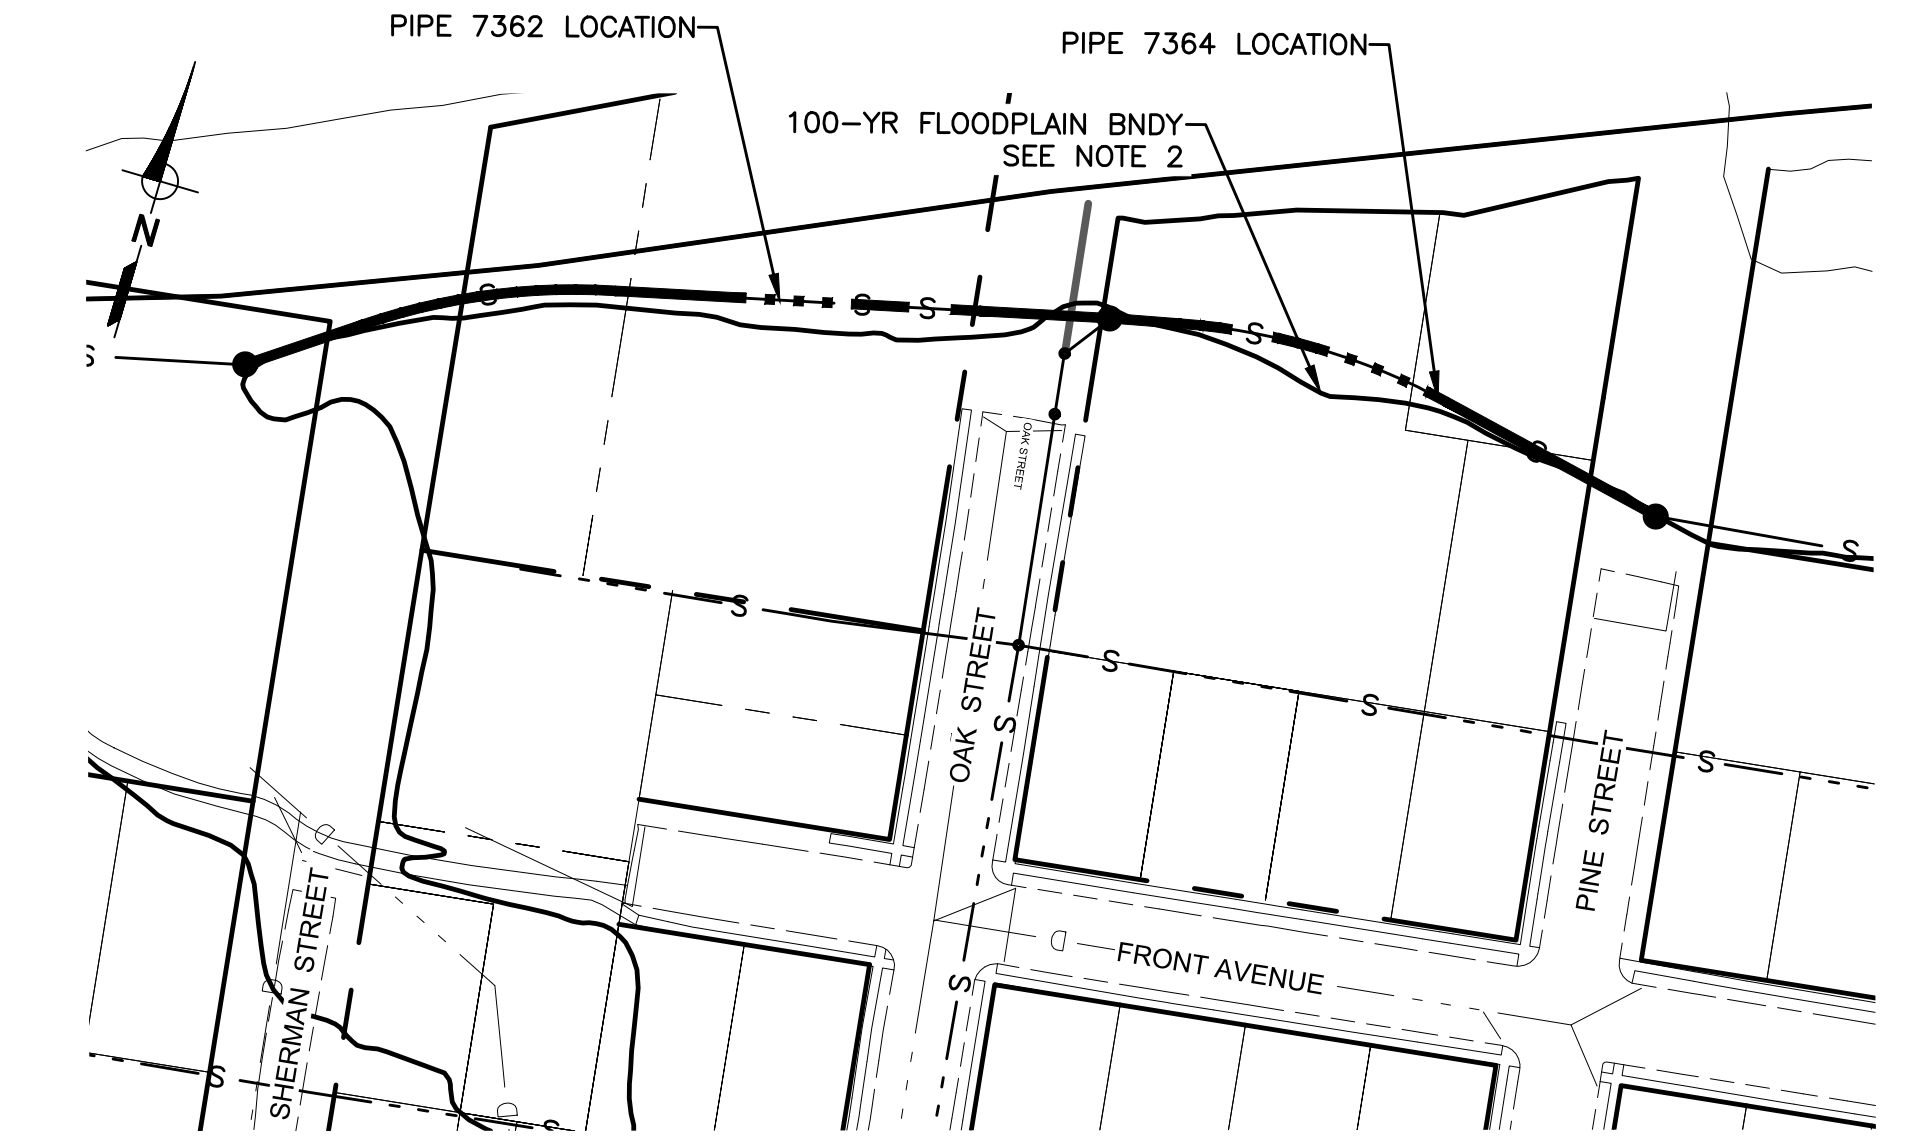 PIPE 7362 LOCATION
PIPE 7364 LOCATION
100-YR FLOODPLAIN BNDY
SEE NOTE 2
N
S
S
S
S
S
S
S
OAK STREET
S
S
S
S
S
OAK STREET
S
PINE STREET
D
SHERMAN STREET
D
FRONT AVENUE
S
D
S
D
S